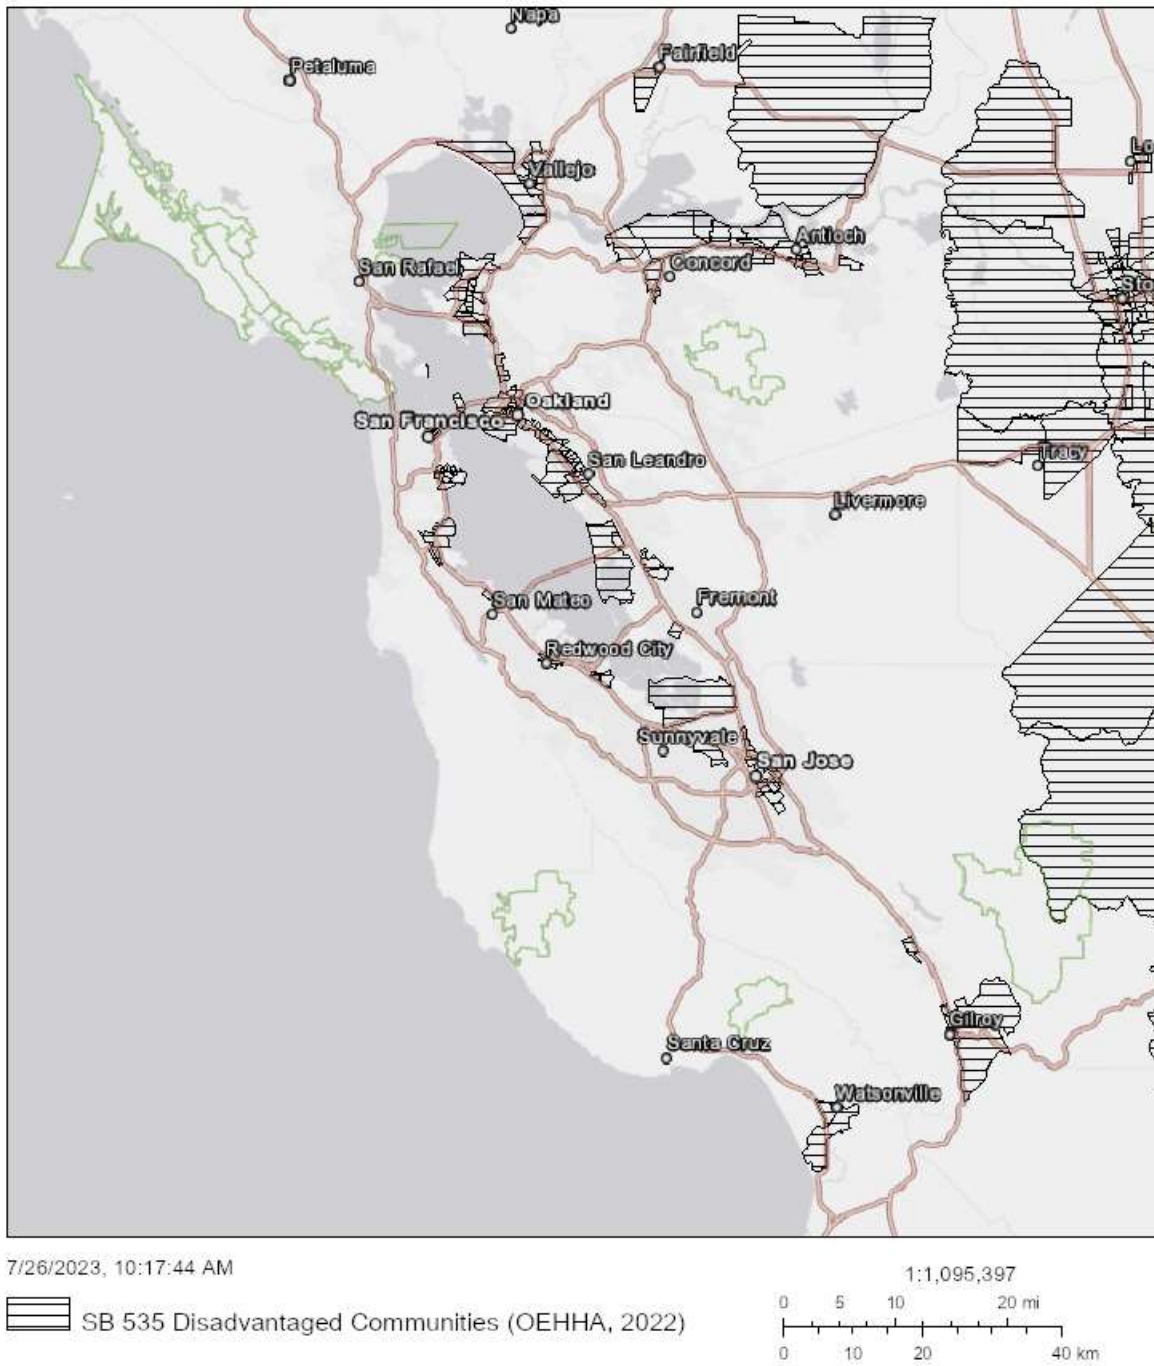 Napa
Petaluma
Fairfield
Lo
Vallejo
Antioch
San Rafael
Concord
Sto
Oakland
San Francisco
San Leandro
Tracy
Livermore
San Mateo
Fremont
Redwood City
Sunnyvale
San Jose
Gilroy
Santa Cruz
Watsonville
7/26/2023, 10:17:44 AM
1:1,095,397
0 5 10 20 mi
SB 535 Disadvantaged Communities (OEHHA, 2022)
0 10 20 40 km